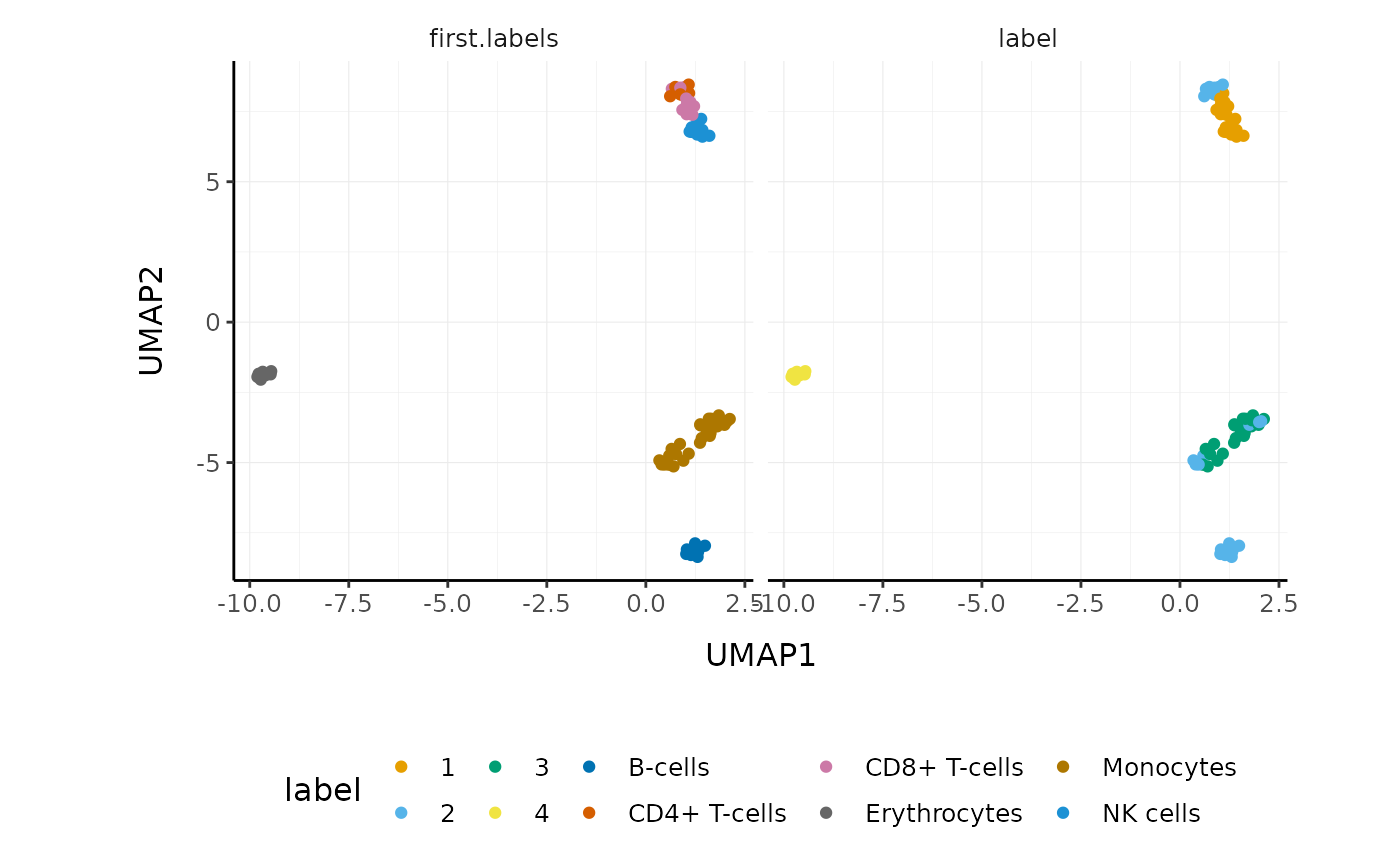 first.labels label
UMAP2
5
0
-5
-10.0 -7.5 -5.0 -2.5 0.0 2.5 10.0 -7.5 -5.0 -2.5 0.0 2.5
UMAP1
label
1 3 B-cells CD8+ T-cells Monocytes
2 4 CD4+ T-cells Erythrocytes NK cells